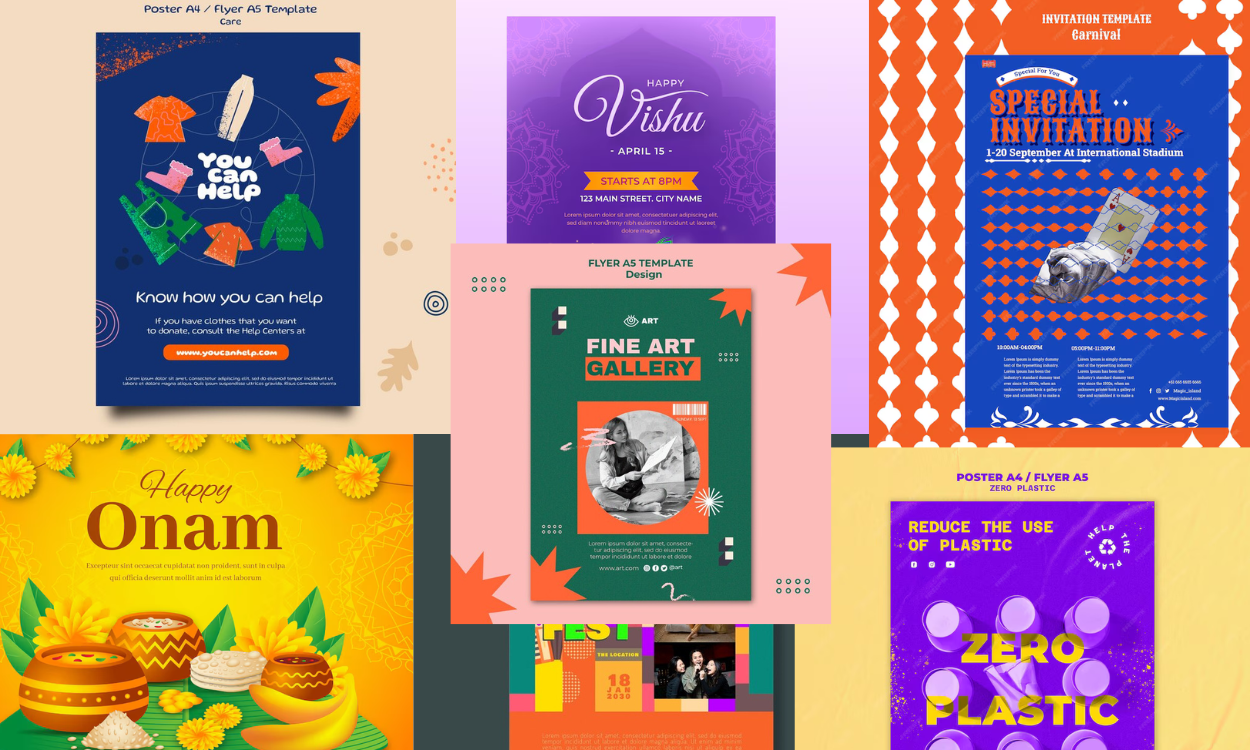 Poster A4 / Flyer A5 Template
Care
You
Can
Help
Know how you can help
If you have clothes that you want
to donate, consult the Help Centers at
www.youcanhelp.com
Lorem ipsum dolor sit amet, consectetur adipiscing elit, sed do eiusmod tempor incididunt ut
labore et dolore magna aliqua. Quis ipsum suspendisse ultrices gravida. Risus commodo viverra
HAPPY
Vishu
- APRIL 15 -
STARTS AT 8PM
123 MAIN STREET. CITY NAME
Lorem ipsum dolor sit amet, consectetuer adipiscing elit,
sed diam nonummy nibh euismod tincidunt ut laoreet
dolore magna.
INVITATION TEMPLATE
Carnival
Special For You
SPECIAL
INVITATION
1-20 September At International Stadium
10:00AM-04:00PM
05:00PM-11:00PM
Lorem Ipsum is simply dummy
text of the typesetting industry
Lorem Ipsum has been the
industry's standard dummy text
ever since the 1500s, when an
unknown printer took a galley of
type and scrambled it to make a
Lorem Ipsum is simply dummy
text of the typesetting industry
Lorem Ipsum has been the
industry's standard dummy text
ever since the 1500s, when an
unknown printer took a galley of
type and scrambled it to make a
Magic_island
www.Magicisland.com
FLYER A5 TEMPLATE
Design
ART
FINE ART
GALLERY
Lorem ipsum dolor sit amet, consecte-
tur adipiscing elit, sed do eiusmod
tempor incididunt ut labore et dolore
www.art.com
@art
Happy
Onam
Excepteur sint occaecat cupidatat non proident, sunt in culpa
qui officia deserunt mollit anim id est laborum
FEST
THE LOCATION
18
JAN
2020
POSTER A4 / FLYER A5
ZERO PLASTIC
REDUCE THE USE
OF PLASTIC
HELP THE PLANET
ZERO
PLASTIC